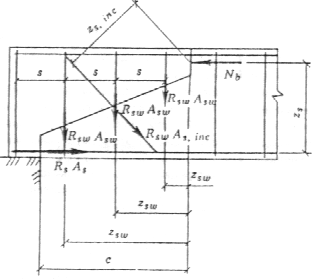 z_s, inc
s
s
s
N_b
R_sw A_sw
R_sw A_sw
z_s
R_sw A_sw
R_sw A_s, inc
R_s A_s
z_sw
z_sw
z_sw
c